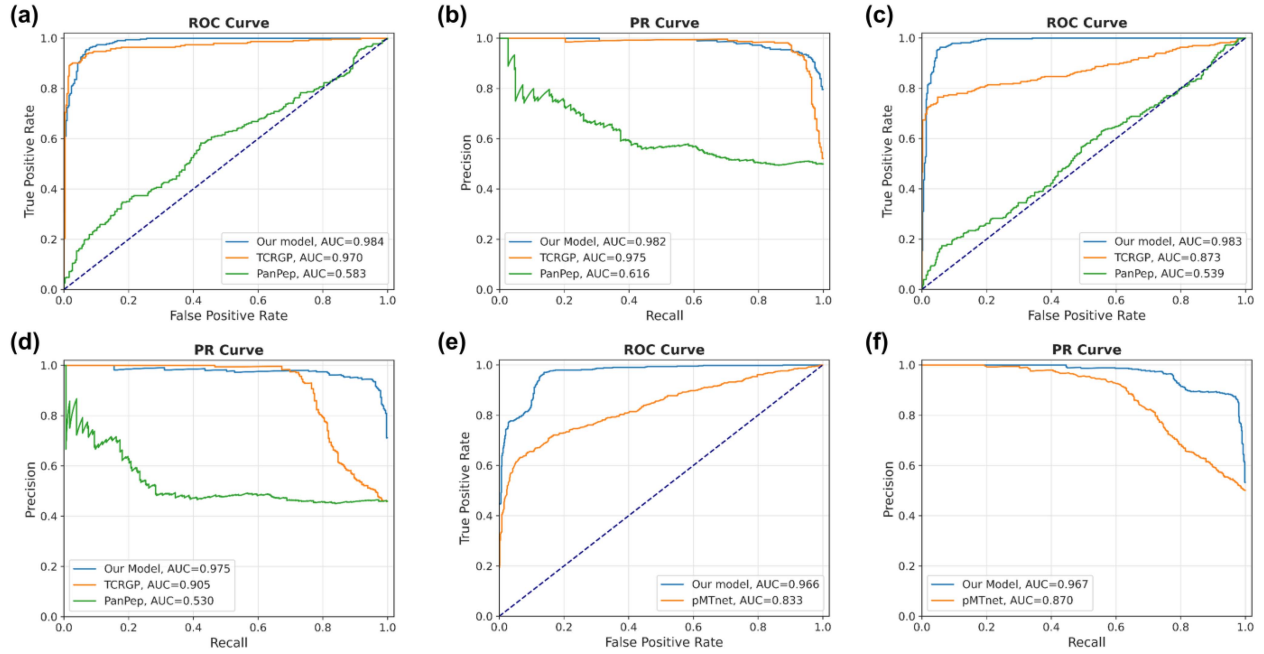 (a)
ROC Curve
1.0
0.8
0.6
0.4
0.2
0.0
True Positive Rate
0.0 0.2 0.4 0.6 0.8 1.0
False Positive Rate
Our model, AUC=0.984
TCRGP, AUC=0.970
PanPep, AUC=0.583
(b)
PR Curve
1.0
0.8
0.6
0.4
0.2
0.0
Precision
0.0 0.2 0.4 0.6 0.8 1.0
Recall
Our Model, AUC=0.982
TCRGP, AUC=0.975
PanPep, AUC=0.616
(c)
ROC Curve
1.0
0.8
0.6
0.4
0.2
0.0
True Positive Rate
0.0 0.2 0.4 0.6 0.8 1.0
False Positive Rate
Our model, AUC=0.983
TCRGP, AUC=0.873
PanPep, AUC=0.539
(d)
PR Curve
1.0
0.8
0.6
0.4
0.2
0.0
Precision
0.0 0.2 0.4 0.6 0.8 1.0
Recall
Our Model, AUC=0.975
TCRGP, AUC=0.905
PanPep, AUC=0.530
(e)
ROC Curve
1.0
0.8
0.6
0.4
0.2
0.0
True Positive Rate
0.0 0.2 0.4 0.6 0.8 1.0
False Positive Rate
Our model, AUC=0.966
pMTnet, AUC=0.833
(f)
PR Curve
1.0
0.8
0.6
0.4
0.2
0.0
Precision
0.0 0.2 0.4 0.6 0.8 1.0
Recall
Our Model, AUC=0.967
pMTnet, AUC=0.870